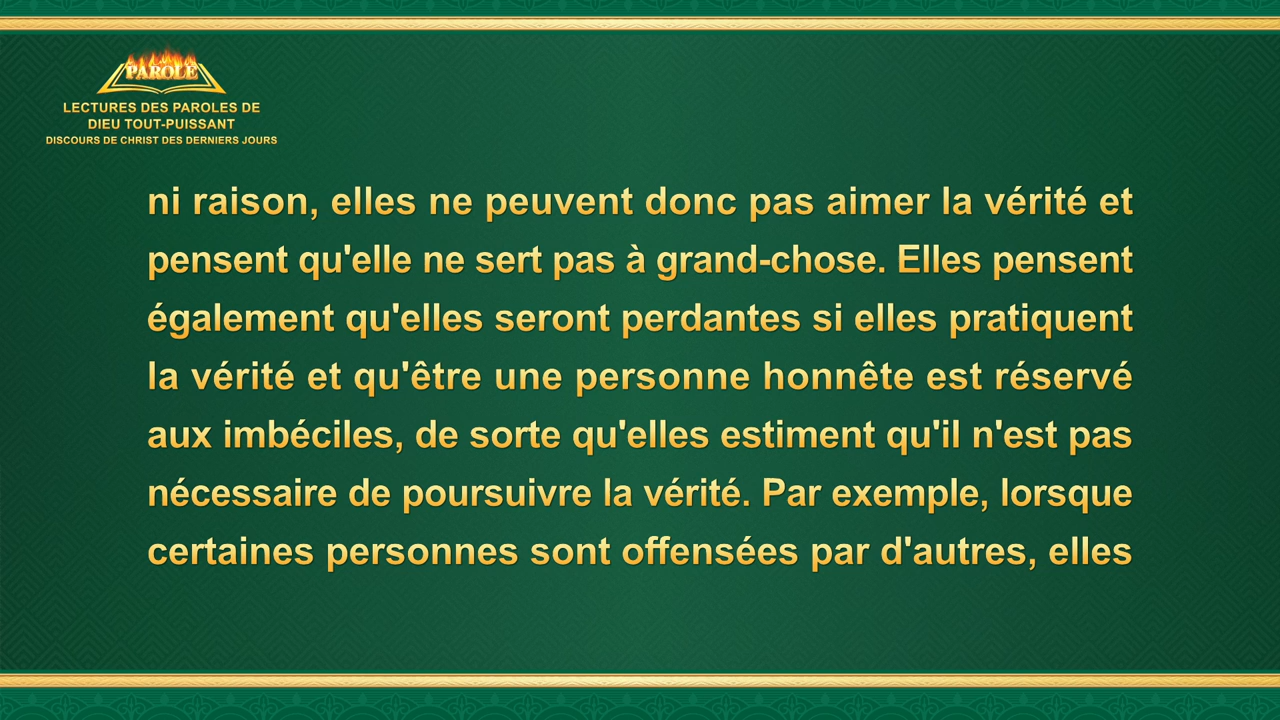 PAROLE
LECTURES DES PAROLES DE
DIEU TOUT-PUISSANT
DISCOURS DE CHRIST DES DERNIERS JOURS
ni raison, elles ne peuvent donc pas aimer la vérité et
pensent qu'elle ne sert pas à grand-chose. Elles pensent
également qu'elles seront perdantes si elles pratiquent
la vérité et qu'être une personne honnête est réservé
aux imbéciles, de sorte qu'elles estiment qu'il n'est pas
nécessaire de poursuivre la vérité. Par exemple, lorsque
certaines personnes sont offensées par d'autres, elles